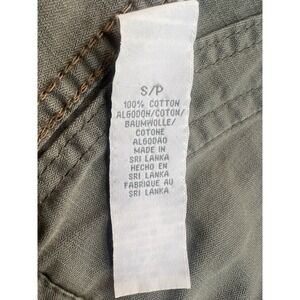 S/P
100% COTTON
ALGODON/COTON/
BAUMWOLLE/
COTONE
ALGODAO
MADE IN
SRI LANKA
HECHO EN
SRI LANKA
FABRIQUE AU
SRI LANKA